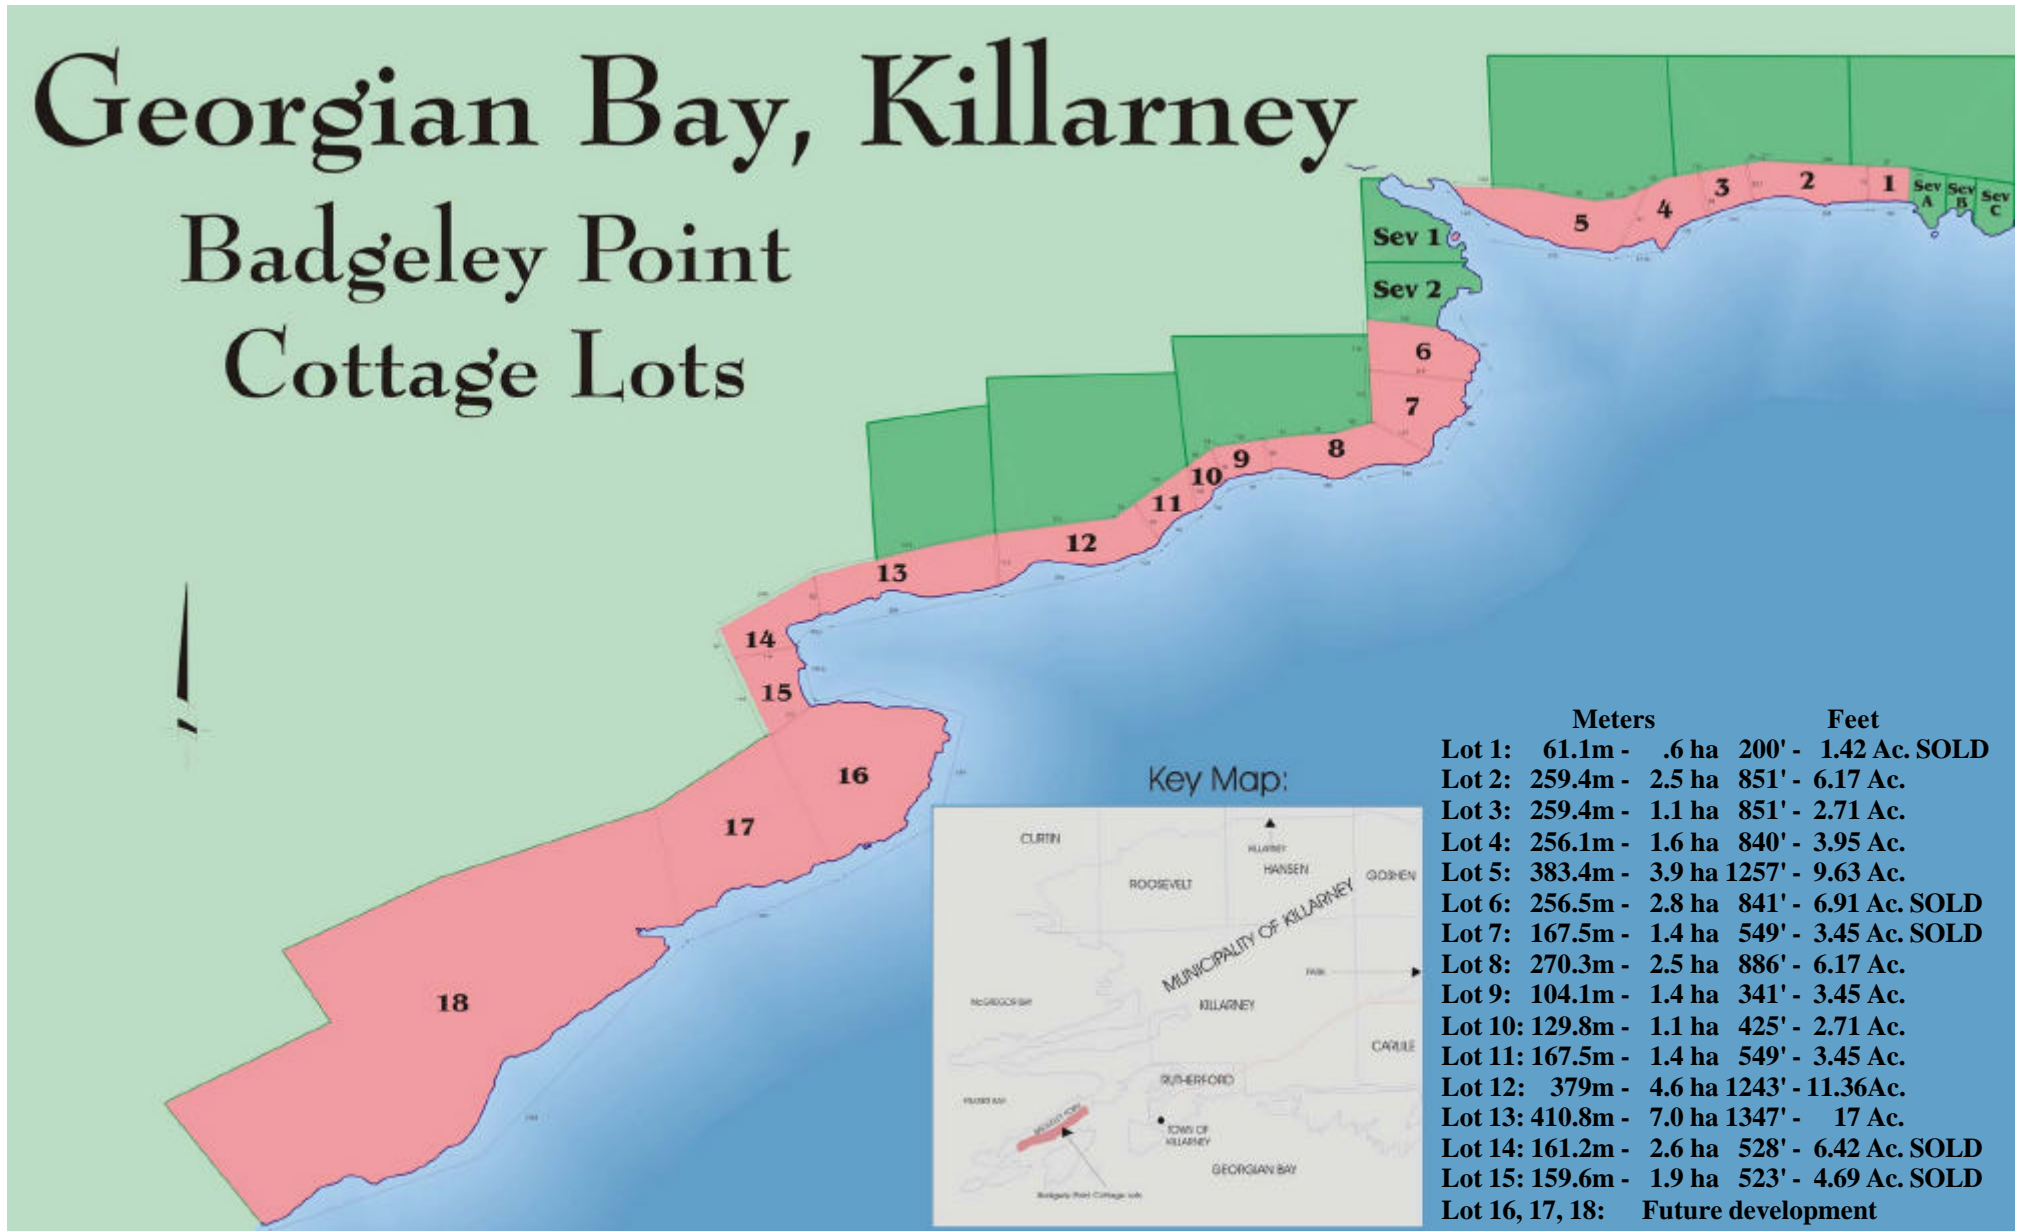 Georgian Bay, Killarney
Badgeley Point
Cottage Lots
Sev 1
Sev 2
5
4
3
2
1
Sev A
Sev B
Sev C
6
7
8
9
10
11
12
13
14
15
16
17
18
Key Map:
CURTIN
ROOSEVELT
KILLARNEY
HANSEN
GOSHEN
MUNICIPALITY OF KILLARNEY
PARK
McGREGOR BAY
KILLARNEY
CARLILE
RUTHERFORD
FRAZER BAY
TOWN OF
KILLARNEY
GEORGIAN BAY
Badgeley Point Cottage Lots
Meters Feet
Lot 1: 61.1m - .6 ha 200' - 1.42 Ac. SOLD
Lot 2: 259.4m - 2.5 ha 851' - 6.17 Ac.
Lot 3: 259.4m - 1.1 ha 851' - 2.71 Ac.
Lot 4: 256.1m - 1.6 ha 840' - 3.95 Ac.
Lot 5: 383.4m - 3.9 ha 1257' - 9.63 Ac.
Lot 6: 256.5m - 2.8 ha 841' - 6.91 Ac. SOLD
Lot 7: 167.5m - 1.4 ha 549' - 3.45 Ac. SOLD
Lot 8: 270.3m - 2.5 ha 886' - 6.17 Ac.
Lot 9: 104.1m - 1.4 ha 341' - 3.45 Ac.
Lot 10: 129.8m - 1.1 ha 425' - 2.71 Ac.
Lot 11: 167.5m - 1.4 ha 549' - 3.45 Ac.
Lot 12: 379m - 4.6 ha 1243' - 11.36Ac.
Lot 13: 410.8m - 7.0 ha 1347' - 17 Ac.
Lot 14: 161.2m - 2.6 ha 528' - 6.42 Ac. SOLD
Lot 15: 159.6m - 1.9 ha 523' - 4.69 Ac. SOLD
Lot 16, 17, 18: Future development